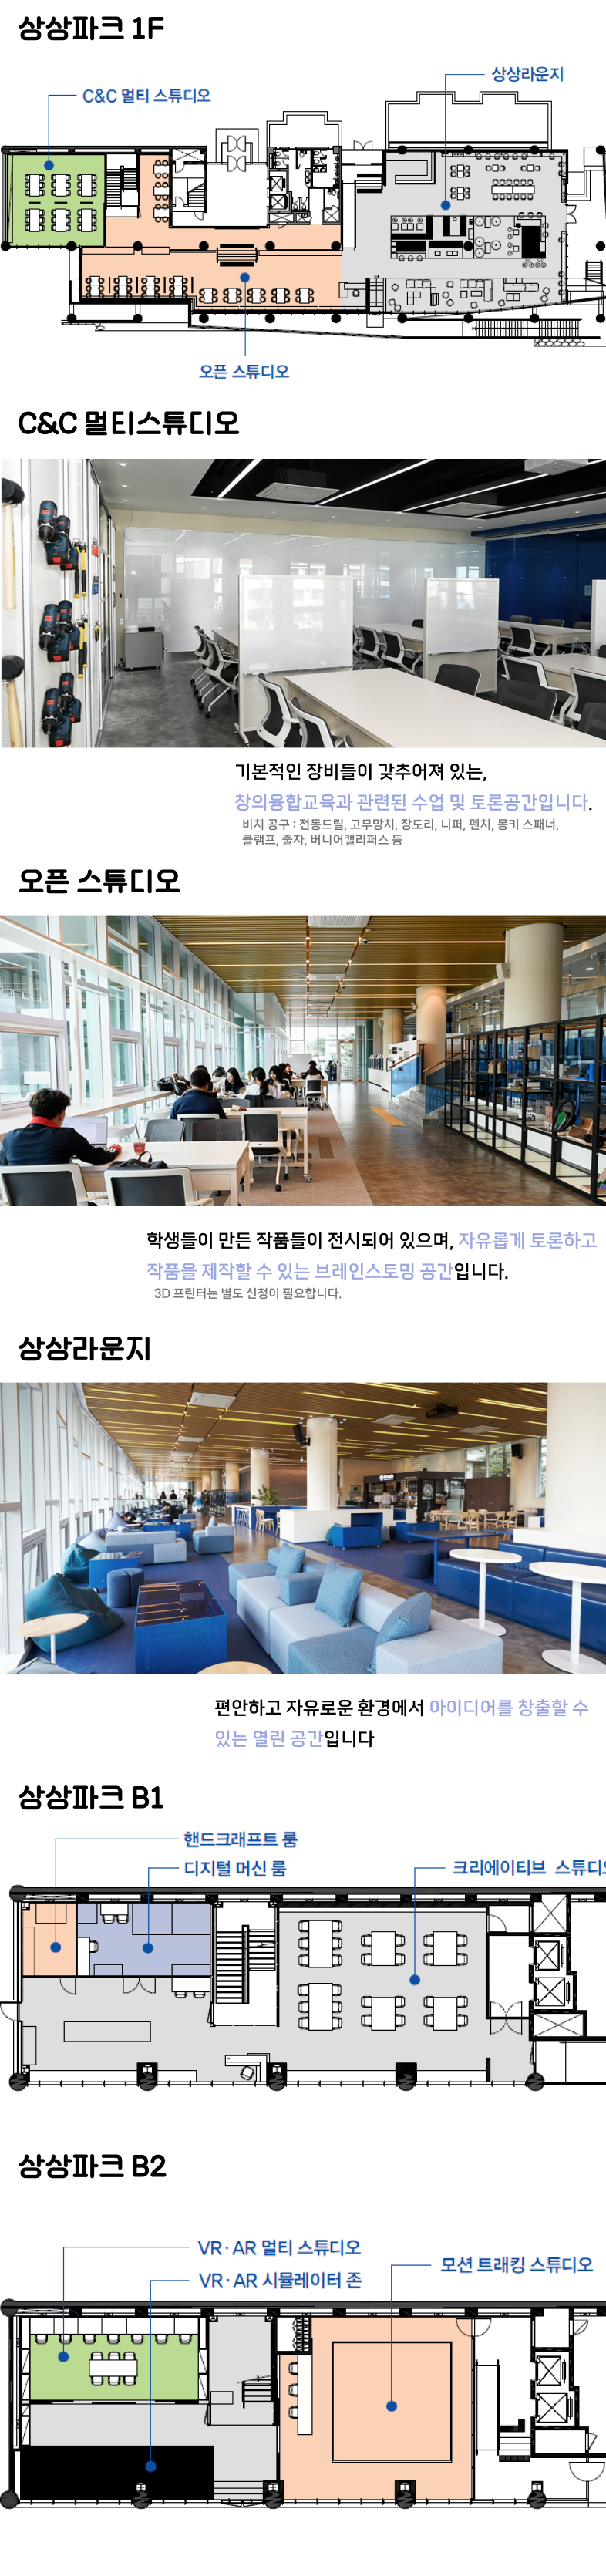 상상파크 1F
상상라운지
C&C 멀티 스튜디오
오픈 스튜디오
C&C 멀티스튜디오
기본적인 장비들이 갖추어져 있는,
창의융합교육과 관련된 수업 및 토론공간입니다.
비치 공구 : 전동드릴, 고무망치, 장도리, 니퍼, 펜치, 몽키 스패너,
클램프, 줄자, 버니어캘리퍼스 등
오픈 스튜디오
학생들이 만든 작품들이 전시되어 있으며, 자유롭게 토론하고
작품을 제작할 수 있는 브레인스토밍 공간입니다.
3D 프린터는 별도 신청이 필요합니다.
상상라운지
편안하고 자유로운 환경에서 아이디어를 창출할 수
있는 열린 공간입니다
상상파크 B1
핸드크래프트 룸
디지털 머신 룸
크리에이티브 스튜디오
상상파크 B2
VR·AR 멀티 스튜디오
모션 트래킹 스튜디오
VR·AR 시뮬레이터 존